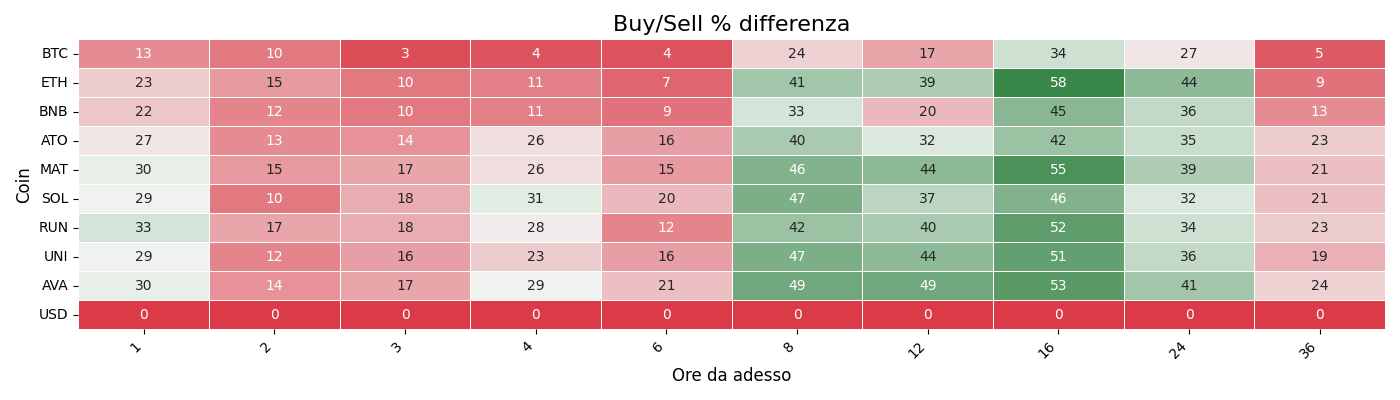 Buy/Sell % differenza
Coin
BTC 13 10 3 4 4 24 17 34 27 5
ETH 23 15 10 11 7 41 39 58 44 9
BNB 22 12 10 11 9 33 20 45 36 13
ATO 27 13 14 26 16 40 32 42 35 23
MAT 30 15 17 26 15 46 44 55 39 21
SOL 29 10 18 31 20 47 37 46 32 21
RUN 33 17 18 28 12 42 40 52 34 23
UNI 29 12 16 23 16 47 44 51 36 19
AVA 30 14 17 29 21 49 49 53 41 24
USD 0 0 0 0 0 0 0 0 0 0
1 2 3 4 6 8 12 16 24 36
Ore da adesso